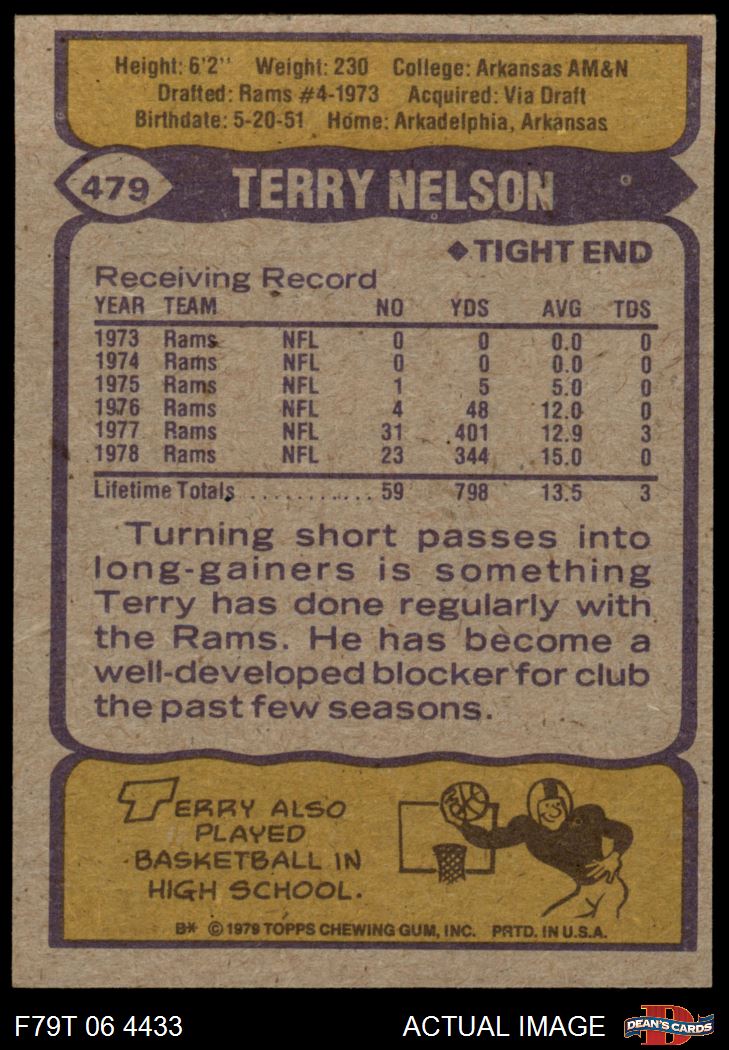 Height: 6'2" Weight: 230 College: Arkansas AM&N
Drafted: Rams #4-1973 Acquired: Via Draft
Birthdate: 5-20-51 Home: Arkadelphia, Arkansas
479 TERRY NELSON
◆TIGHT END
Receiving Record
YEAR TEAM NO YDS AVG TDS
1973 Rams NFL 0 0 0.0 0
1974 Rams NFL 0 0 0.0 0
1975 Rams NFL 1 5 5.0 0
1976 Rams NFL 4 48 12.0 0
1977 Rams NFL 31 401 12.9 3
1978 Rams NFL 23 344 15.0 0
Lifetime Totals............. 59 798 13.5 3
Turning short passes into
long-gainers is something
Terry has done regularly with
the Rams. He has become a
well-developed blocker for club
the past few seasons.
TERRY ALSO
PLAYED
BASKETBALL IN
HIGH SCHOOL.
B* © 1979 TOPPS CHEWING GUM, INC. PRTD. IN U.S.A.
F79T 06 4433 ACTUAL IMAGE D DEAN'S CARDS